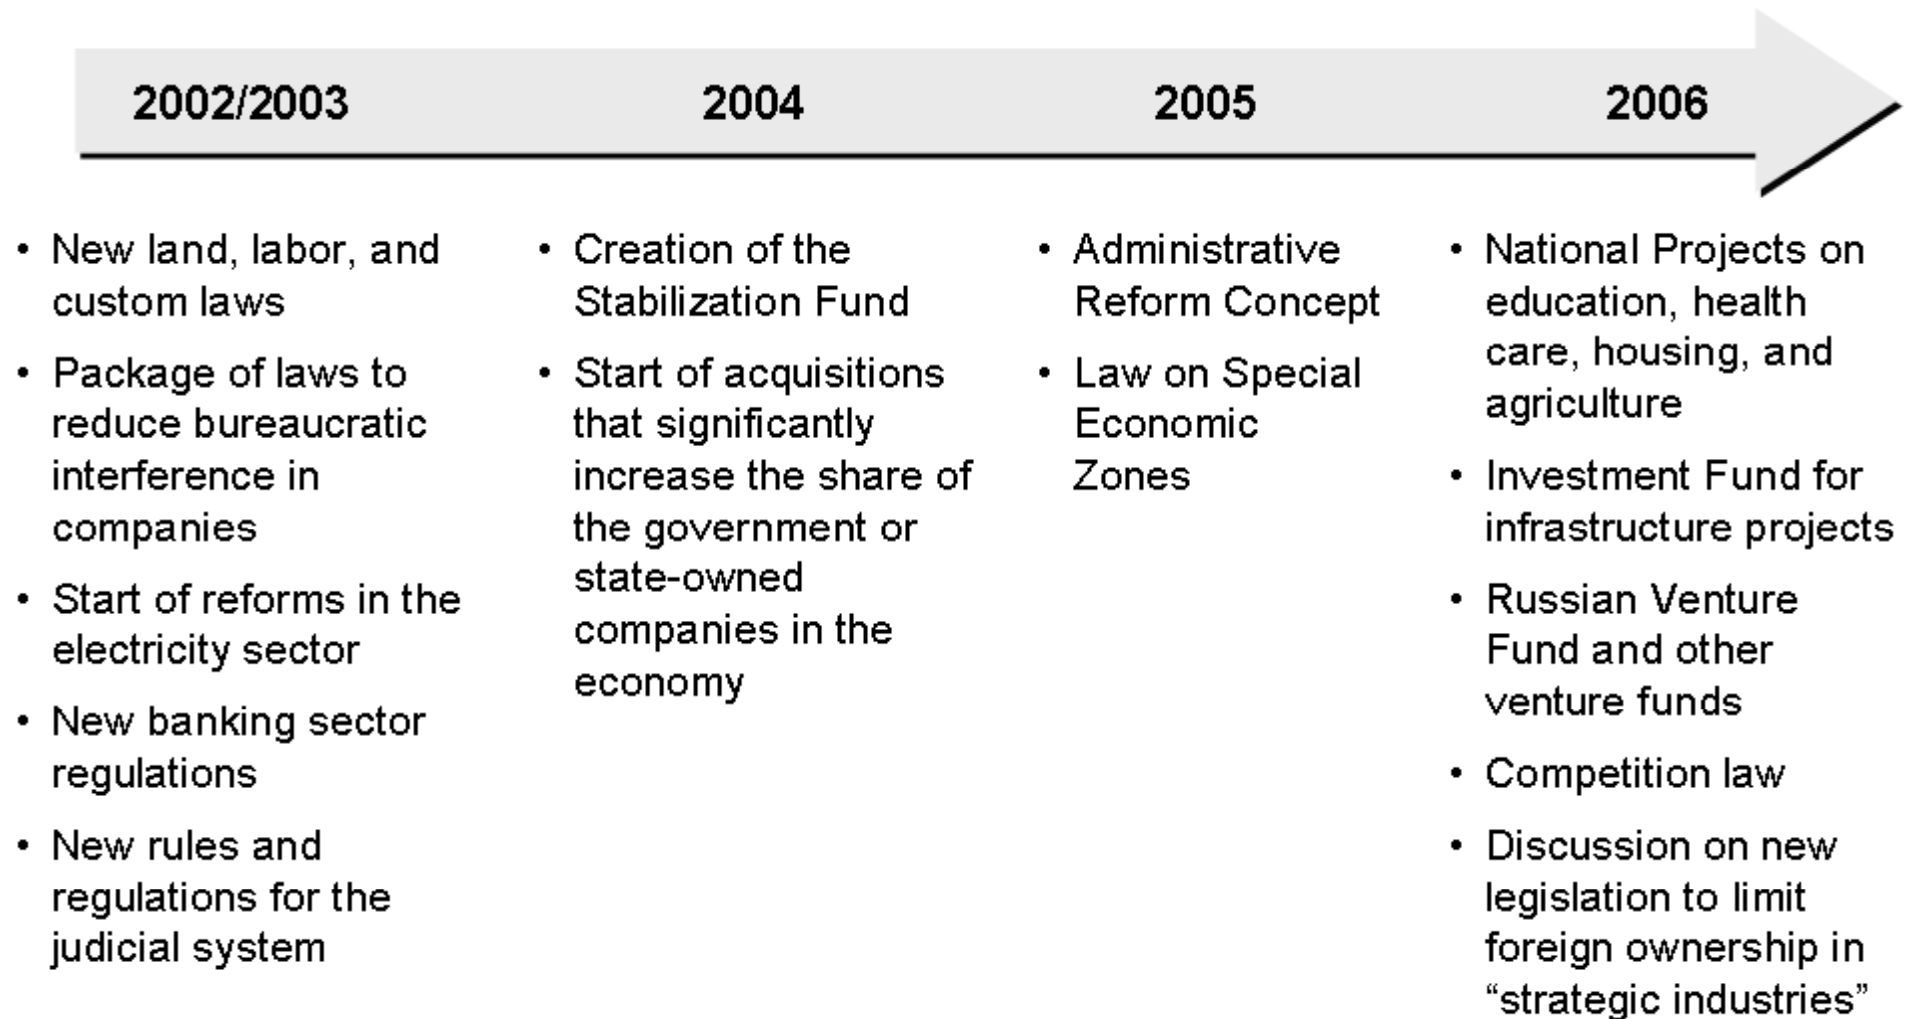 2002/2003 2004 2005 2006
• New land, labor, and
custom laws
• Package of laws to
reduce bureaucratic
interference in
companies
• Start of reforms in the
electricity sector
• New banking sector
regulations
• New rules and
regulations for the
judicial system
• Creation of the
Stabilization Fund
• Start of acquisitions
that significantly
increase the share of
the government or
state-owned
companies in the
economy
• Administrative
Reform Concept
• Law on Special
Economic
Zones
• National Projects on
education, health
care, housing, and
agriculture
• Investment Fund for
infrastructure projects
• Russian Venture
Fund and other
venture funds
• Competition law
• Discussion on new
legislation to limit
foreign ownership in
“strategic industries”